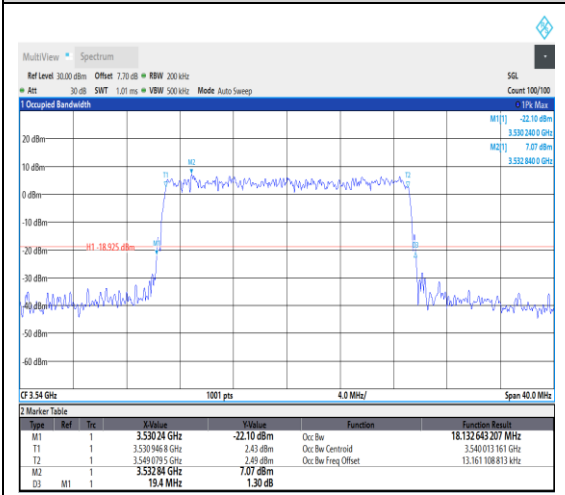 MultiView Spectrum
Ref Level 30.00 dBm Offset 7.70 dB RBW 200 kHz SGL
Att 30 dB SWT 1.01 ms VBW 500 kHz Mode Auto Sweep Count 100/100
1 Occupied Bandwidth 1Pk Max
M1[1] -22.10 dBm
3.530 240 0 GHz
M2[1] 7.07 dBm
3.532 840 0 GHz
20 dBm
M2
T1 T2
10 dBm
0 dBm
-10 dBm
M1
H1 -18.925 dBm
-20 dBm
D3
-30 dBm
-40 dBm
-50 dBm
-60 dBm
CF 3.54 GHz 1001 pts 4.0 MHz/ Span 40.0 MHz
2 Marker Table
Type Ref Trc X-Value Y-Value Function Function Result
M1 1 3.53024 GHz -22.10 dBm Occ Bw 18.132 643 207 MHz
T1 1 3.530 946 8 GHz 2.43 dBm Occ Bw Centroid 3.540 013 161 GHz
T2 1 3.549 079 5 GHz 2.49 dBm Occ Bw Freq Offset 13.161 108 813 kHz
M2 1 3.53284 GHz 7.07 dBm
D3 M1 1 19.4 MHz 1.30 dB